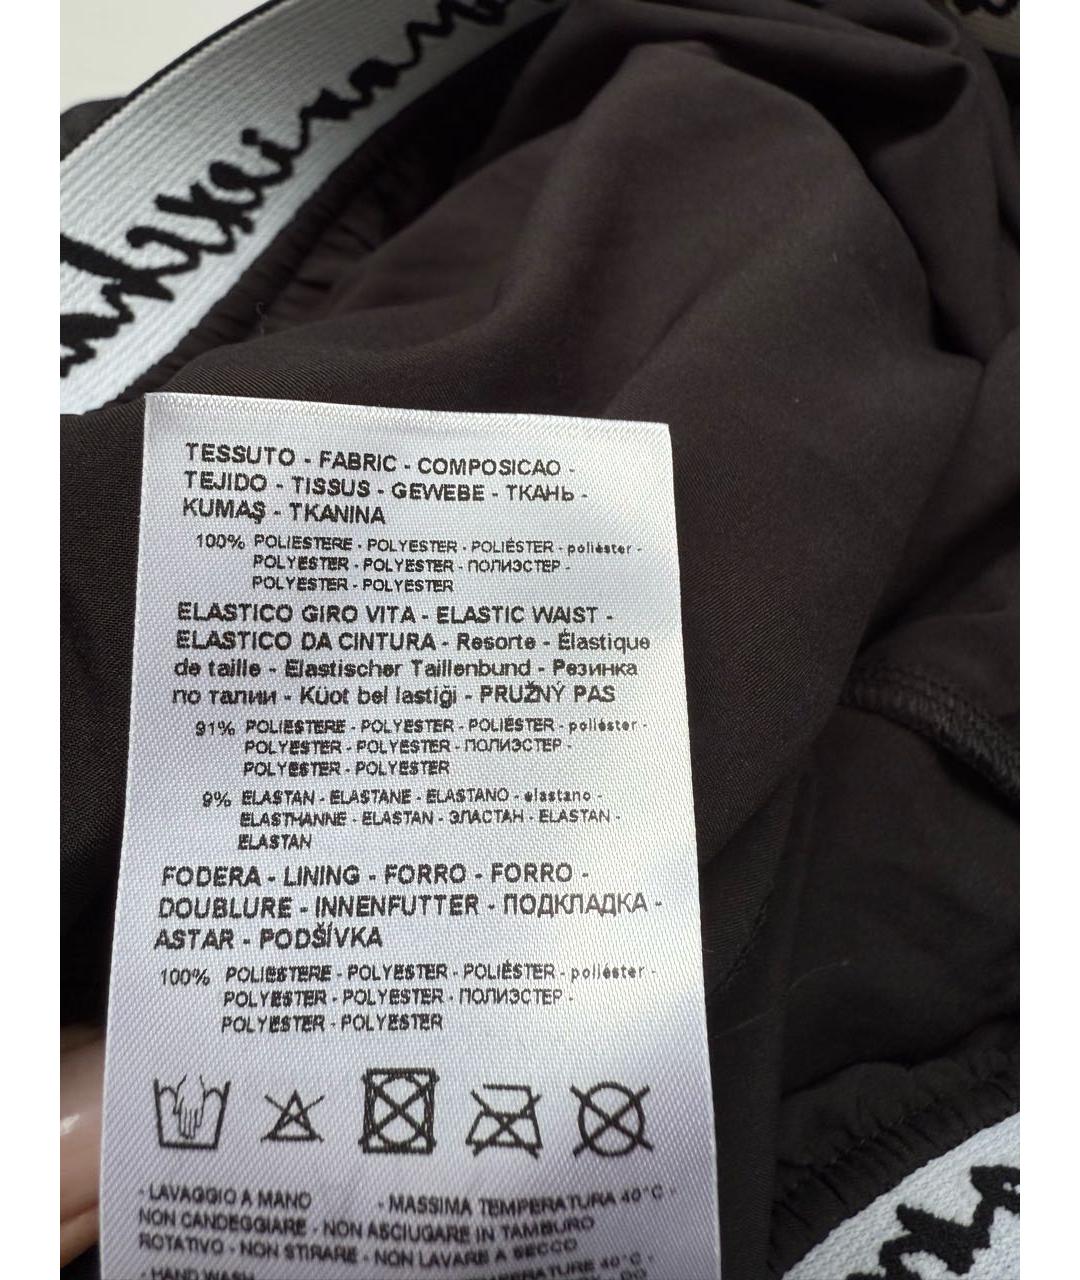 TESSUTO - FABRIC - COMPOSICAO -
TEJIDO - TISSUS - GEWEBE - ТКАНЬ -
KUMAŞ - TKANINA
100% POLIESTERE - POLYESTER - POLIÉSTER - poliéster -
POLYESTER - POLYESTER - ПОЛИЭСТЕР -
POLYESTER - POLYESTER
ELASTICO GIRO VITA - ELASTIC WAIST -
ELASTICO DA CINTURA - Resorte - Élastique
de taille - Elastischer Taillenbund - Резинка
по талии - Küot bel lastiği - PRUŽNÝ PAS
91% POLIESTERE - POLYESTER - POLIÉSTER - poliéster -
POLYESTER - POLYESTER - ПОЛИЭСТЕР -
POLYESTER - POLYESTER
9% ELASTAN - ELASTANE - ELASTANO - elastano -
ELASTHANNE - ELASTAN - ЭЛАСТАН - ELASTAN -
ELASTAN
FODERA - LINING - FORRO - FORRO -
DOUBLURE - INNENFUTTER - ПОДКЛАДКА -
ASTAR - PODŠÍVKA
100% POLIESTERE - POLYESTER - POLIÉSTER - poliéster -
POLYESTER - POLYESTER - ПОЛИЭСТЕР -
POLYESTER - POLYESTER
- LAVAGGIO A MANO - MASSIMA TEMPERATURA 40°C -
NON CANDEGGIARE - NON ASCIUGARE IN TAMBURO
ROTATIVO - NON STIRARE - NON LAVARE A SECCO
- HAND WASH TEMPERATURE 40°C -